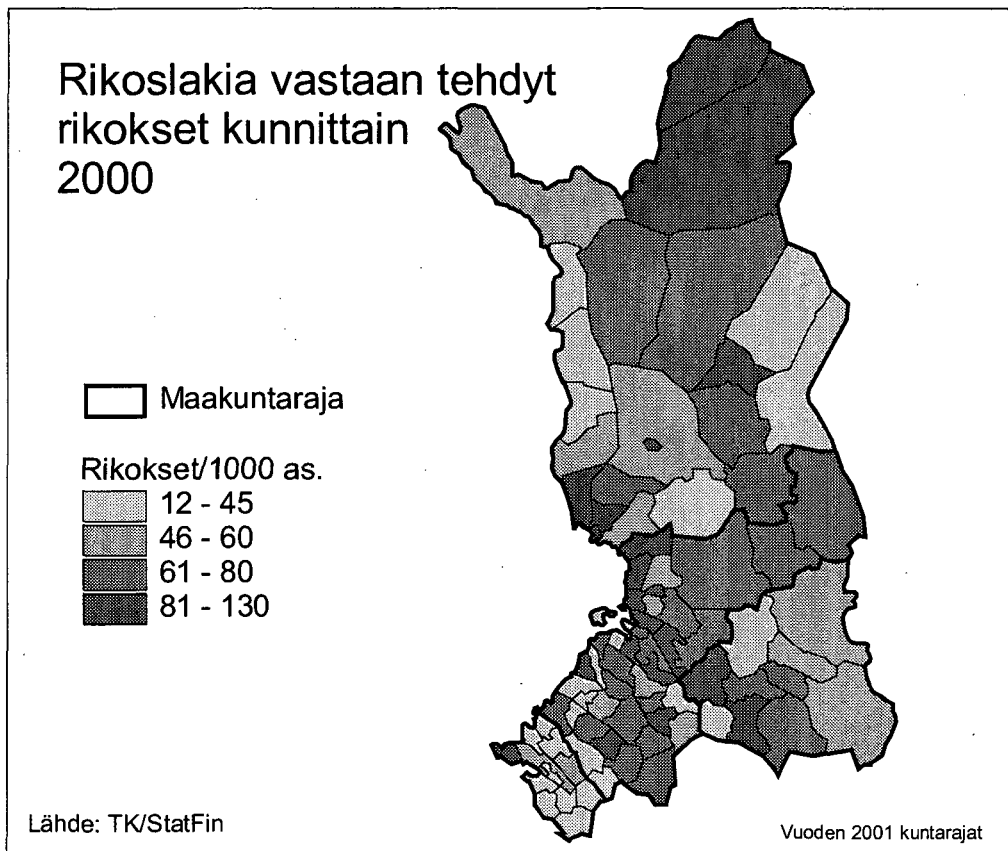 Rikoslakia vastaan tehdyt
rikokset kunnittain
2000
Maakuntaraja
Rikokset/1000 as.
12 - 45
46 - 60
61 - 80
81 - 130
Lähde: TK/StatFin
Vuoden 2001 kuntarajat